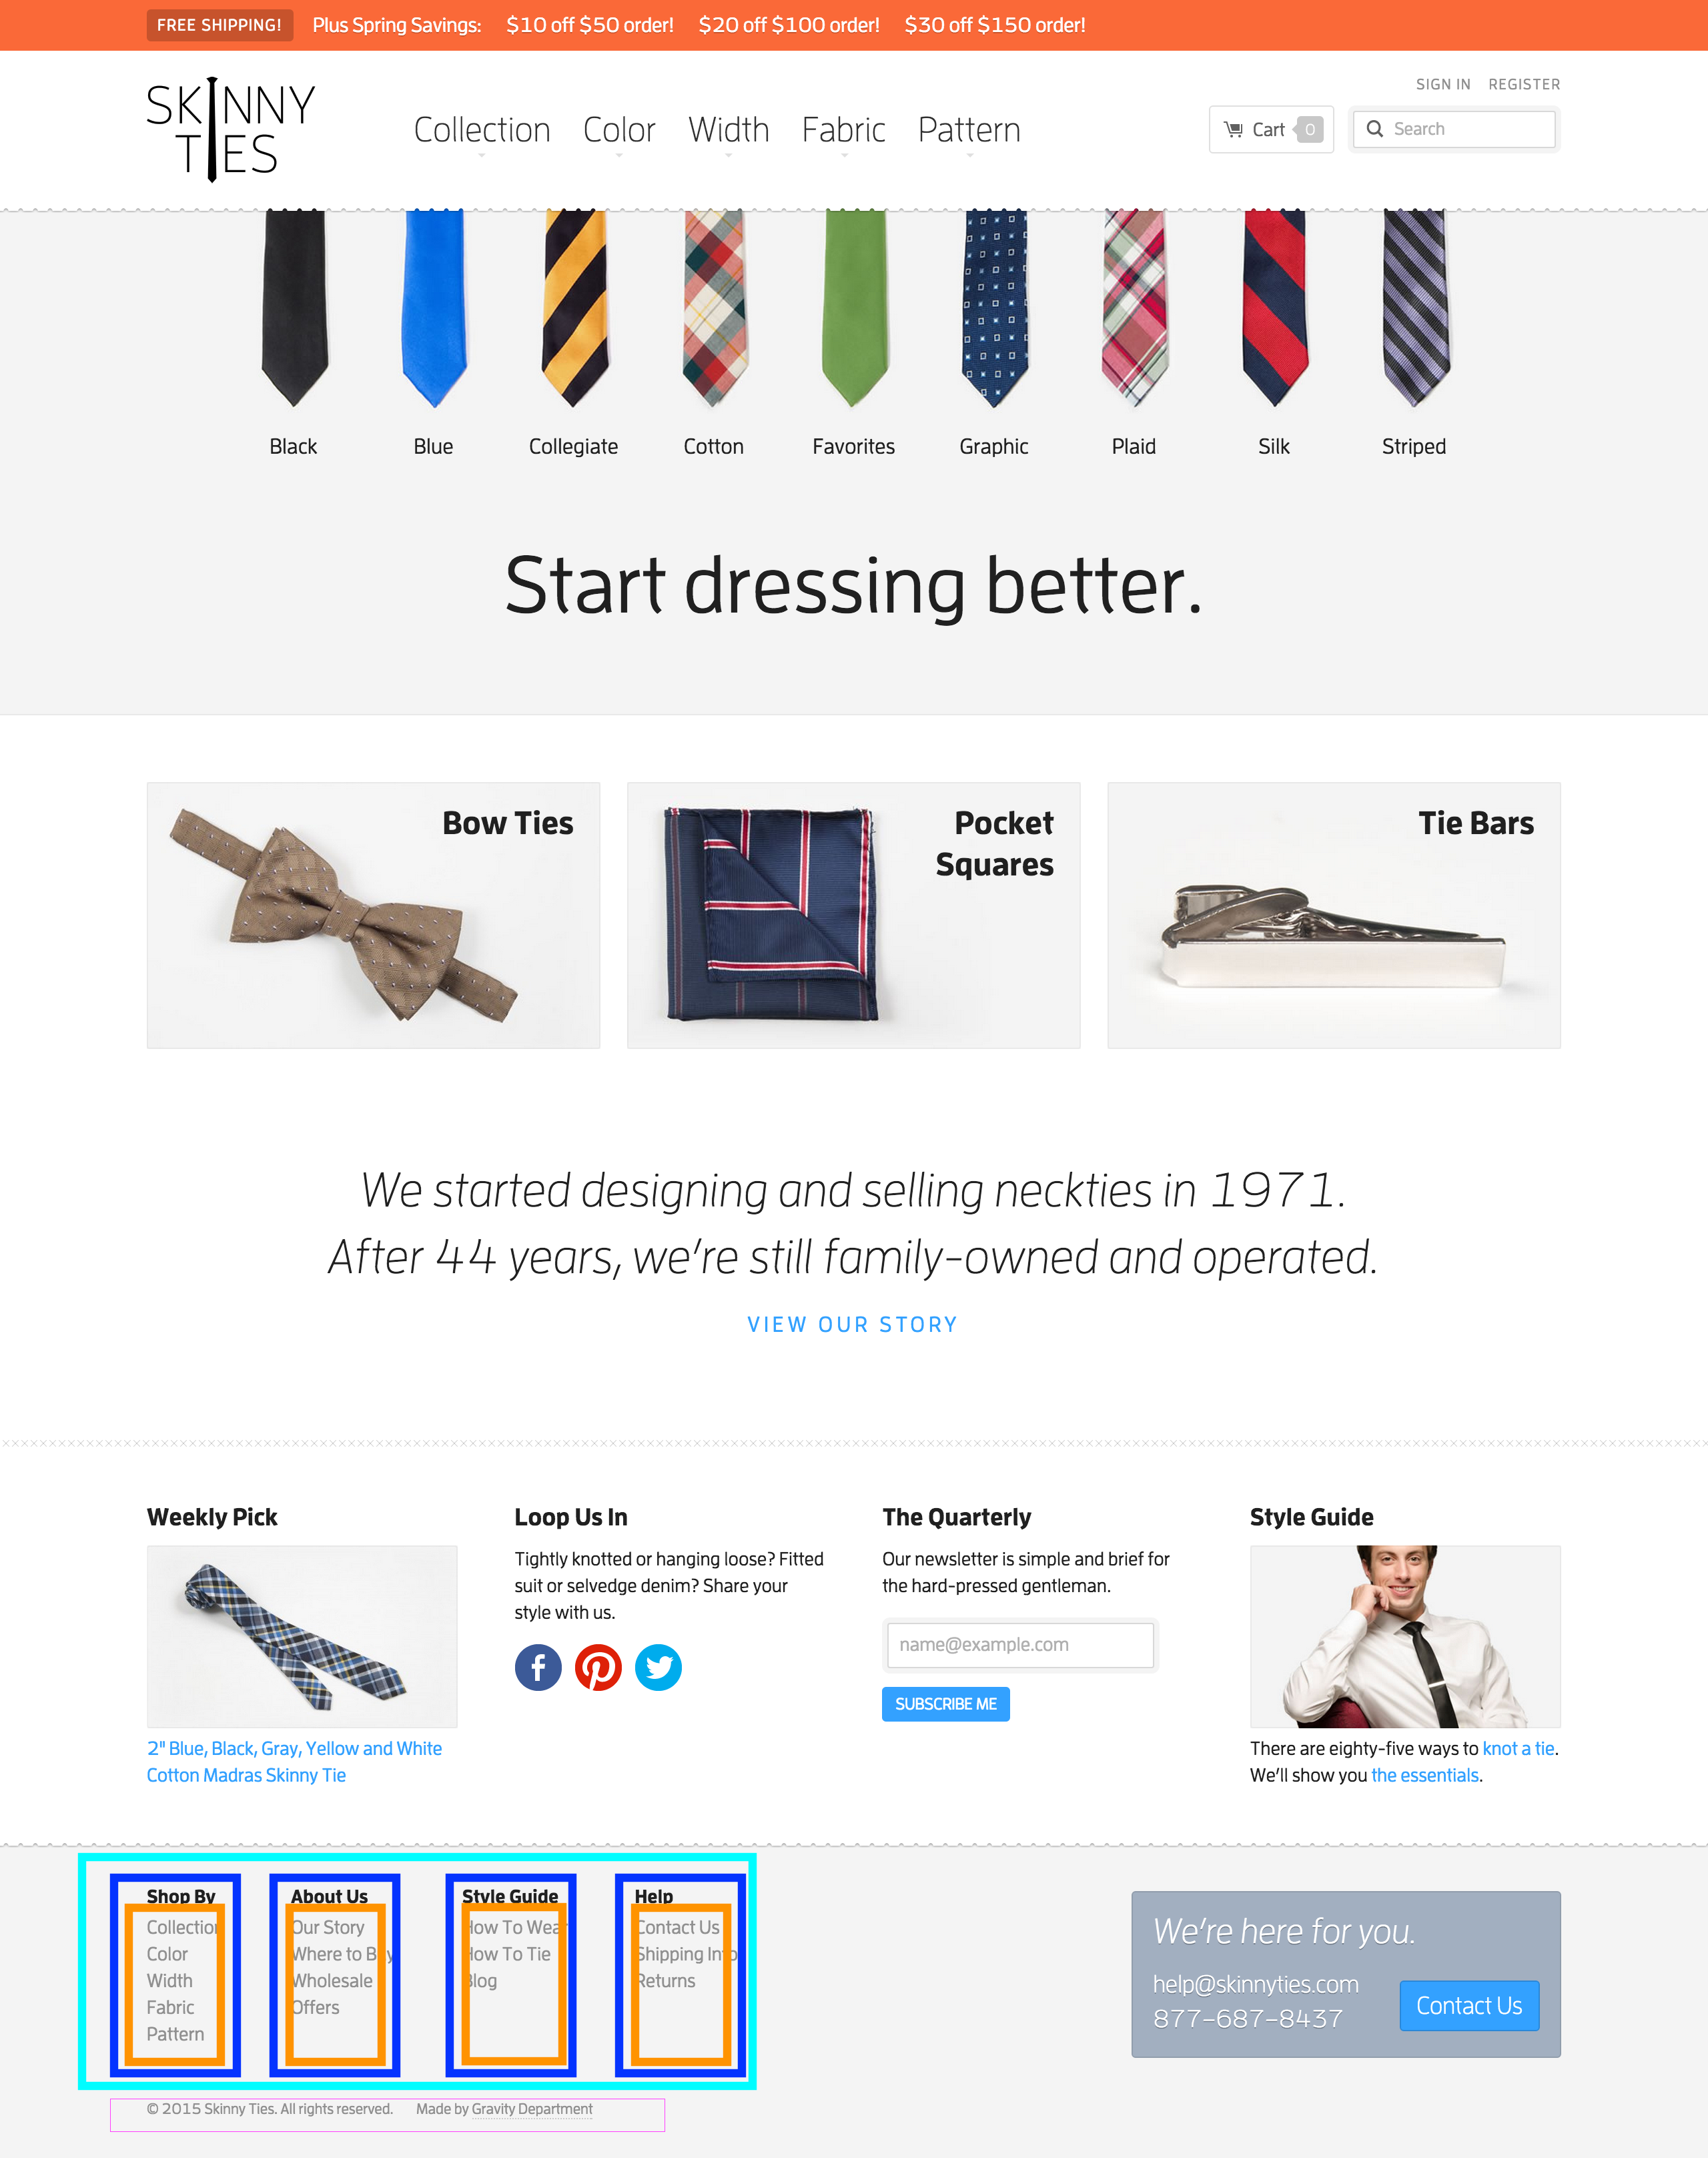 FREE SHIPPING! Plus Spring Savings: $10 off $50 order! $20 off $100 order! $30 off $150 order!
SIGN IN REGISTER
SKINNY TIES
Collection Color Width Fabric Pattern
Cart 0 Search
Black Blue Collegiate Cotton Favorites Graphic Plaid Silk Striped
Start dressing better.
Bow Ties
Pocket
Squares
Tie Bars
We started designing and selling neckties in 1971.
After 44 years, we're still family-owned and operated.
VIEW OUR STORY
Weekly Pick
2" Blue, Black, Gray, Yellow and White
Cotton Madras Skinny Tie
Loop Us In
Tightly knotted or hanging loose? Fitted
suit or selvedge denim? Share your
style with us.
The Quarterly
Our newsletter is simple and brief for
the hard-pressed gentleman.
name@example.com
SUBSCRIBE ME
Style Guide
There are eighty-five ways to knot a tie.
We'll show you the essentials.
Shop By
Collection
Color
Width
Fabric
Pattern
About Us
Our Story
Where to Buy
Wholesale
Offers
Style Guide
How To Wear
How To Tie
Blog
Help
Contact Us
Shipping Info
Returns
We're here for you.
help@skinnyties.com
877-687-8437
Contact Us
© 2015 Skinny Ties. All rights reserved. Made by Gravity Department